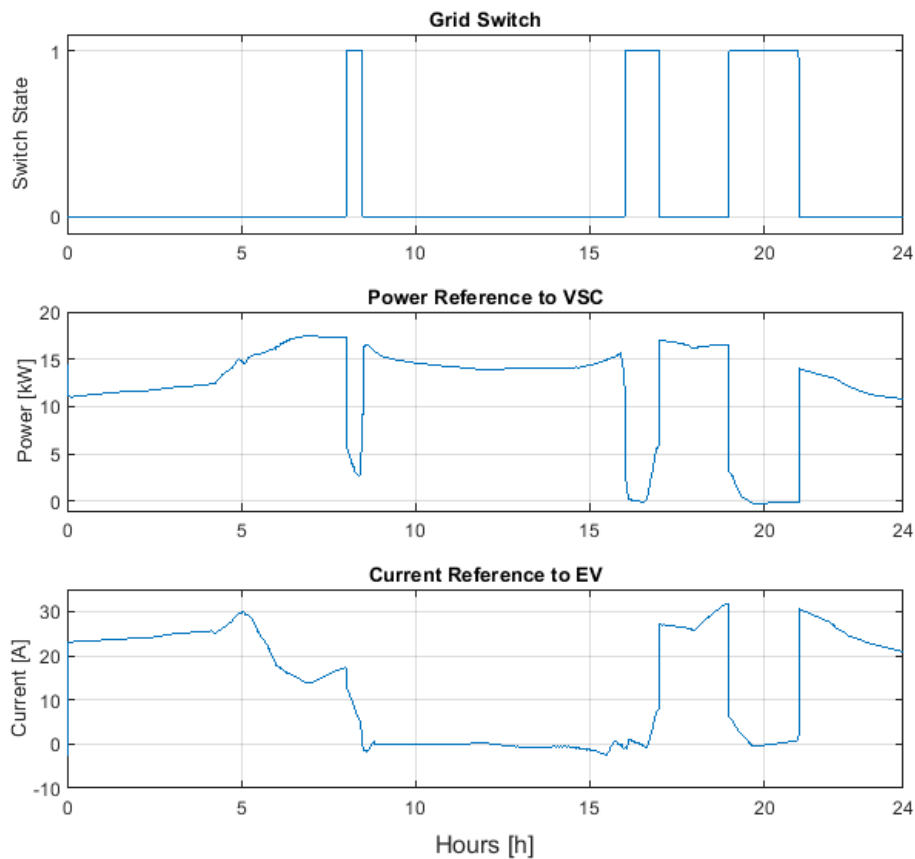 Grid Switch
Switch State
1
0
0 5 10 15 20 24
Power Reference to VSC
Power [kW]
20
15
10
5
0
0 5 10 15 20 24
Current Reference to EV
Current [A]
30
20
10
0
-10
0 5 10 15 20 24
Hours [h]